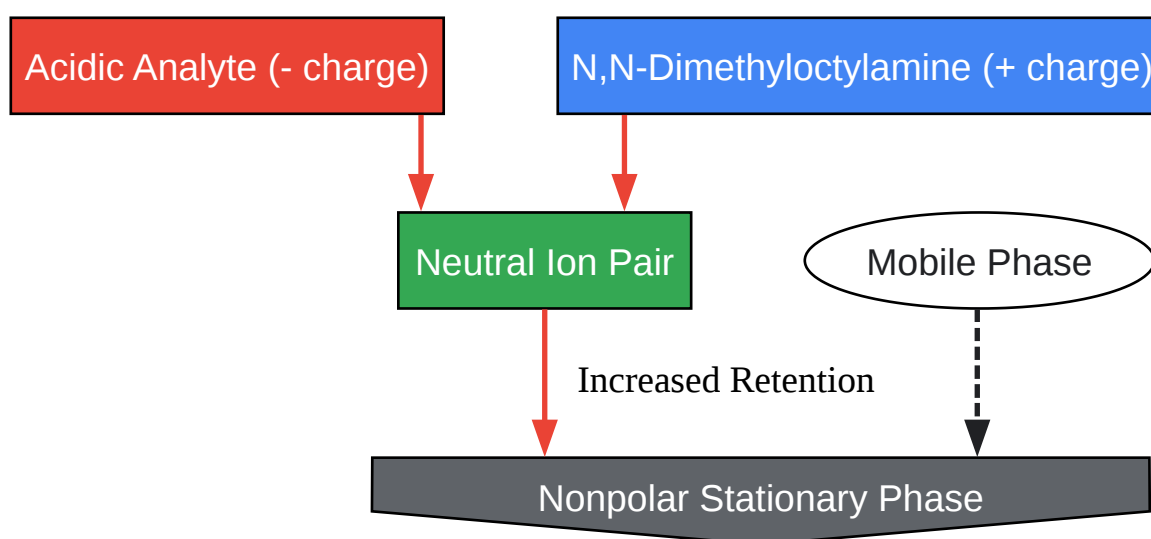 Acidic Analyte (- charge)
N,N-Dimethyloctylamine (+ charge)
Neutral Ion Pair
Mobile Phase
Increased Retention
Nonpolar Stationary Phase